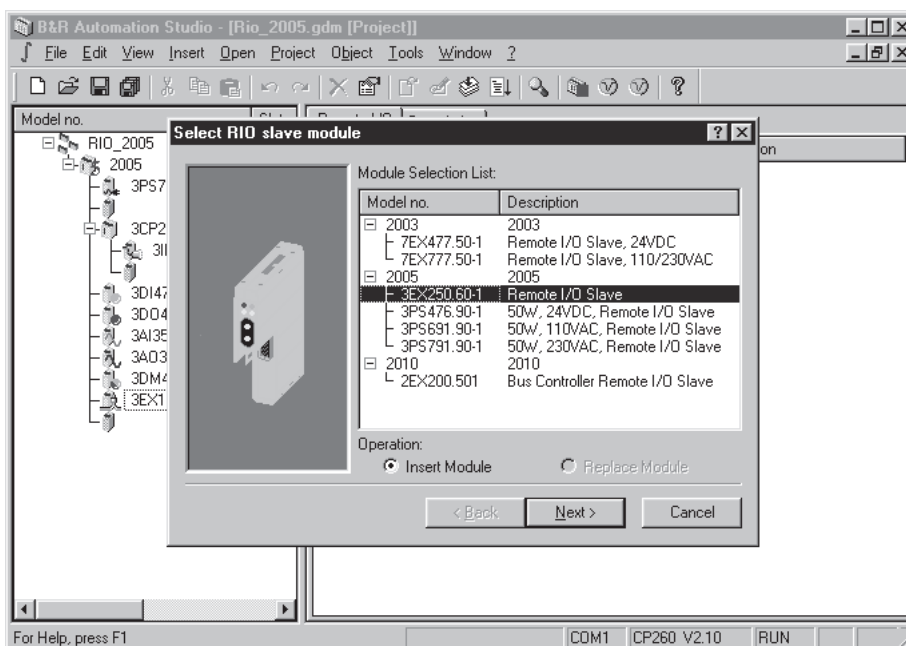 B&R Automation Studio - [Rio_2005.gdm [Project]]
File Edit View Insert Open Project Object Tools Window ?
Model no.
Select RIO slave module
on
RIO_2005
2005
3PS7
3CP2
3DI47
3DO4
3AI35
3AO3
3DM4
3EX1
Module Selection List:
Model no. Description
2003 2003
7EX477.50-1 Remote I/O Slave, 24VDC
7EX777.50-1 Remote I/O Slave, 110/230VAC
2005 2005
3EX250.60-1 Remote I/O Slave
3PS476.90-1 50W, 24VDC, Remote I/O Slave
3PS691.90-1 50W, 110VAC, Remote I/O Slave
3PS791.90-1 50W, 230VAC, Remote I/O Slave
2010 2010
2EX200.501 Bus Controller Remote I/O Slave
Operation:
Insert Module Replace Module
< Back Next > Cancel
For Help, press F1 COM1 CP260 V2.10 RUN